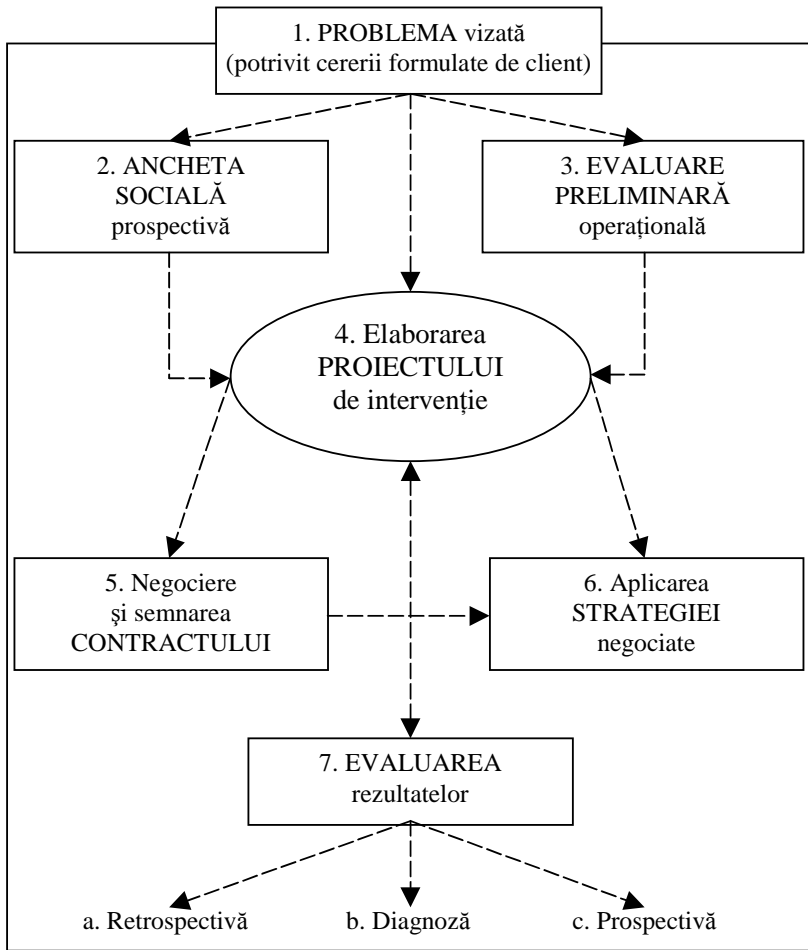 1. PROBLEMA vizată
(potrivit cererii formulate de client)
2. ANCHETA
SOCIALĂ
prospectivă
3. EVALUARE
PRELIMINARĂ
operațională
4. Elaborarea
PROIECTULUI
de intervenție
5. Negociere
şi semnarea
CONTRACTULUI
6. Aplicarea
STRATEGIEI
negociate
7. EVALUAREA
rezultatelor
a. Retrospectivă
b. Diagnoză
c. Prospectivă